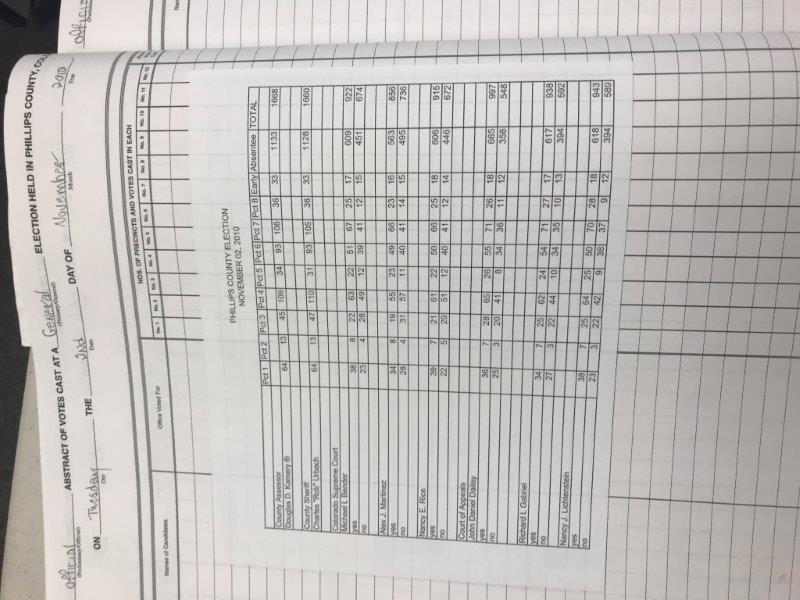 Official ABSTRACT OF VOTES CAST AT A General ELECTION HELD IN PHILLIPS COUNTY,
(Preliminary/Official) (Primary/General)
ON Tuesday THE 2nd DAY OF November 2010
Day Date Month Year
NOS. OF PRECINCTS AND VOTES CAST IN EACH
Names of Candidates Office Voted For No. 1 No. 2 No. 3 No. 4 No. 5 No. 6 No. 7 No. 8 No. 9 No. 10 No. 11 No. 12
PHILLIPS COUNTY ELECTION
NOVEMBER 02, 2010
Pct 1 Pct 2 Pct 3 Pct 4 Pct 5 Pct 6 Pct 7 Pct 8 Early Absentee TOTAL
County Assessor
Douglas D. Kamery ® 64 13 45 109 34 93 108 36 33 1133 1668
County Sheriff
Charles "Rob" Urbach 64 13 47 110 31 93 105 36 33 1128 1660
Colorado Supreme Court
Michael L Bender
yes 38 8 22 63 22 51 67 25 17 609 922
no 23 4 28 49 12 39 41 12 15 451 674
Alex J. Martinez
yes 34 8 19 55 23 49 66 23 16 563 856
no 28 4 31 57 11 40 41 14 15 495 736
Nancy E. Rice
yes 39 7 21 61 22 50 66 25 18 606 915
no 22 5 29 51 12 40 41 12 14 446 672
Court of Appeals
John Daniel Dailey
yes 36 7 28 65 26 55 71 26 18 665 997
no 25 3 20 41 8 34 36 11 12 358 548
Richard L Gabriel
yes 34 7 25 62 24 54 71 27 17 617 938
no 27 3 22 44 10 34 35 10 13 394 592
Nancy J. Lichtenstein
yes 38 7 25 64 25 50 70 28 18 618 943
no 23 3 22 42 9 38 37 9 12 394 589